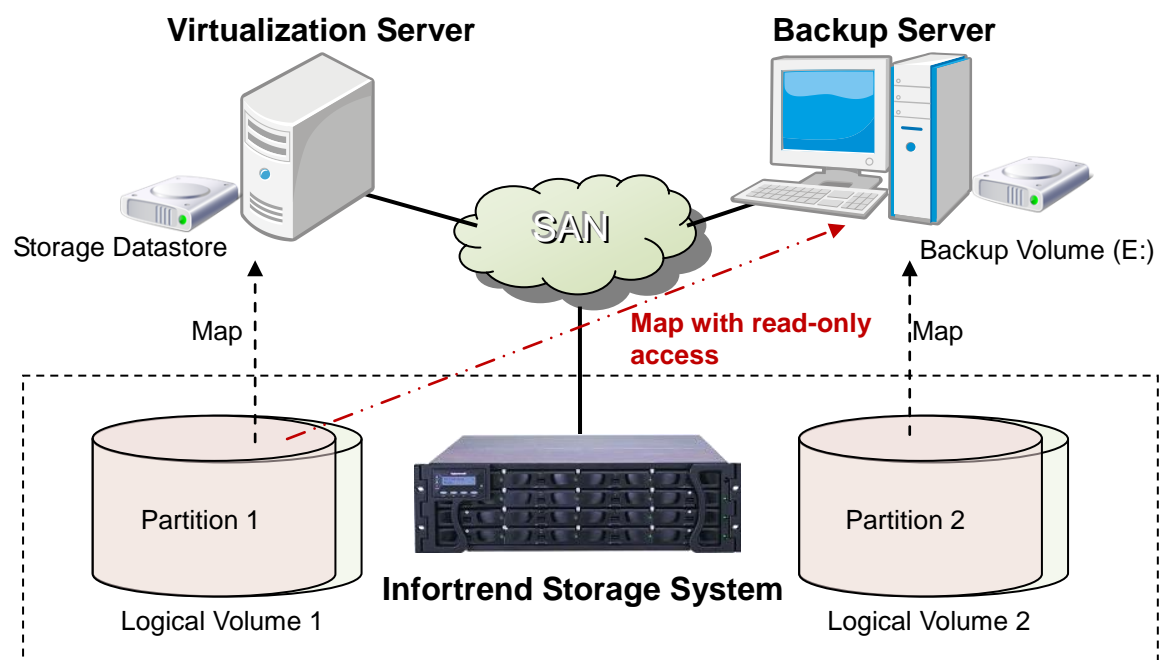 Virtualization Server
Backup Server
SAN
Storage Datastore
Backup Volume (E:)
Map
Map with read-only
access
Map
Partition 1
Partition 2
Infortrend Storage System
Logical Volume 1
Logical Volume 2